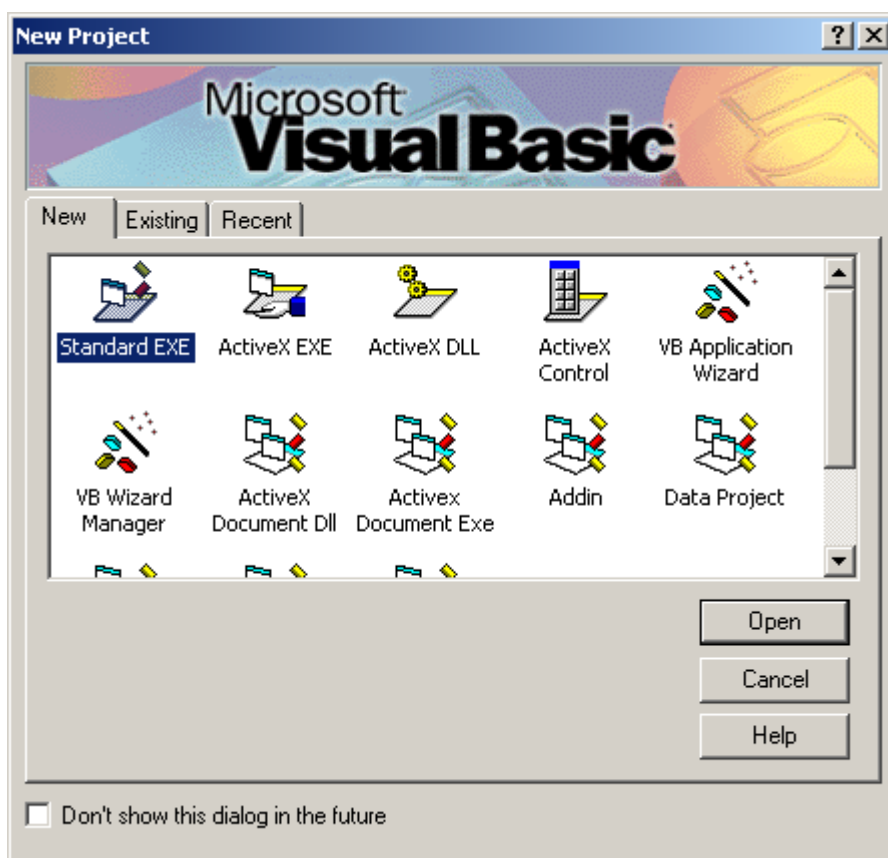 New Project
Microsoft
Visual Basic
New Existing Recent
Standard EXE ActiveX EXE ActiveX DLL ActiveX Control VB Application Wizard
VB Wizard Manager ActiveX Document Dll Activex Document Exe Addin Data Project
Open
Cancel
Help
Don't show this dialog in the future